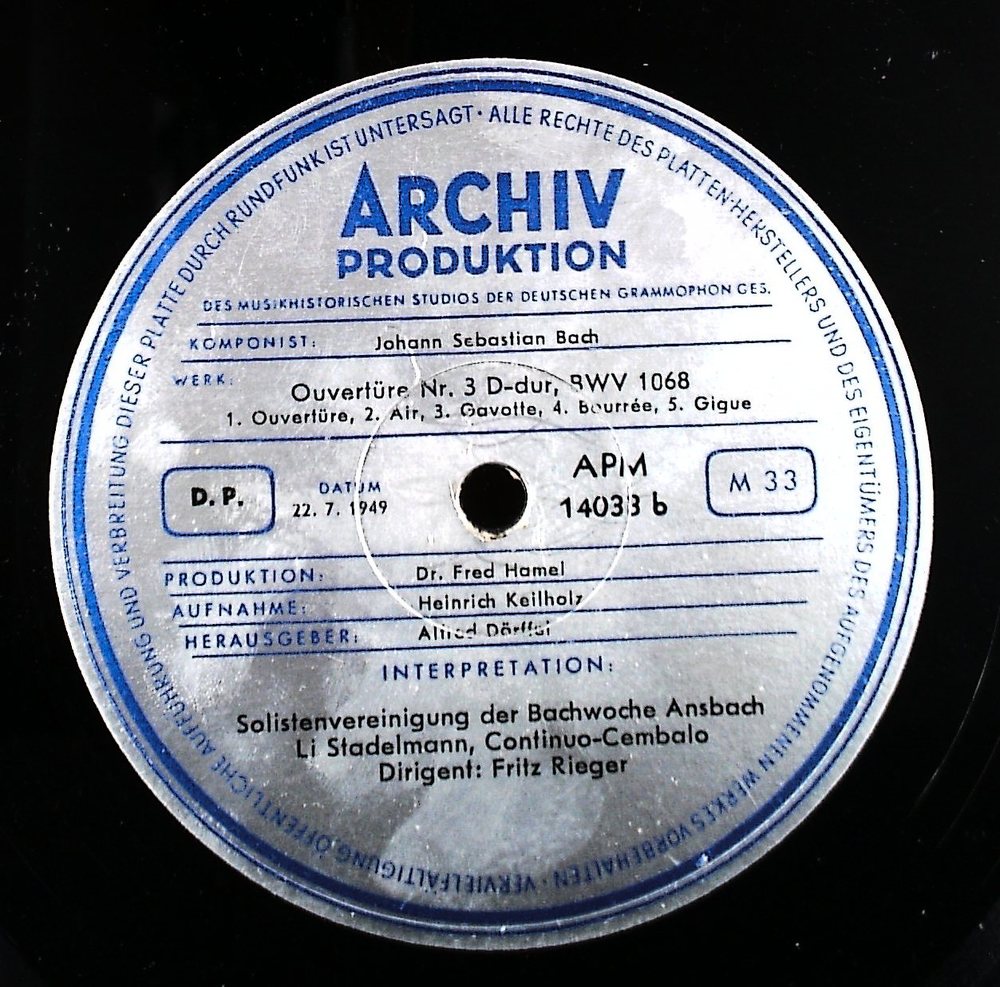 VERVIELFÄLTIGUNG, ÖFFENTLICHE AUFFÜHRUNG UND VERBREITUNG DIESER PLATTE DURCH RUNDFUNK IST UNTERSAGT · ALLE RECHTE DES PLATTEN-HERSTELLERS UND DES EIGENTÜMERS DES AUFGENOMMENEN WERKES VORBEHALTEN ·
ARCHIV
PRODUKTION
DES MUSIKHISTORISCHEN STUDIOS DER DEUTSCHEN GRAMMOPHON GES.
KOMPONIST: Johann Sebastian Bach
WERK: Ouvertüre Nr. 3 D-dur, BWV 1068
1. Ouvertüre, 2. Air, 3. Gavotte, 4. Bourrée, 5. Gigue
D. P.
DATUM
22. 7. 1949
APM
14033 b
M 33
PRODUKTION: Dr. Fred Hamel
AUFNAHME: Heinrich Keilholz
HERAUSGEBER: Alfred Dörffel
INTERPRETATION:
Solistenvereinigung der Bachwoche Ansbach
Li Stadelmann, Continuo-Cembalo
Dirigent: Fritz Rieger